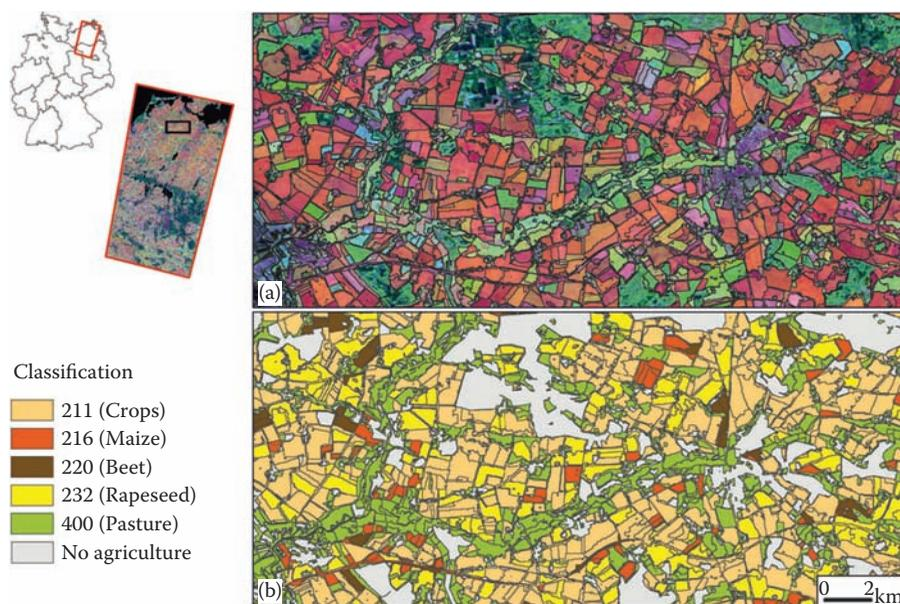 (a)
Classification
211 (Crops)
216 (Maize)
220 (Beet)
232 (Rapeseed)
400 (Pasture)
No agriculture
(b)
0 2
km